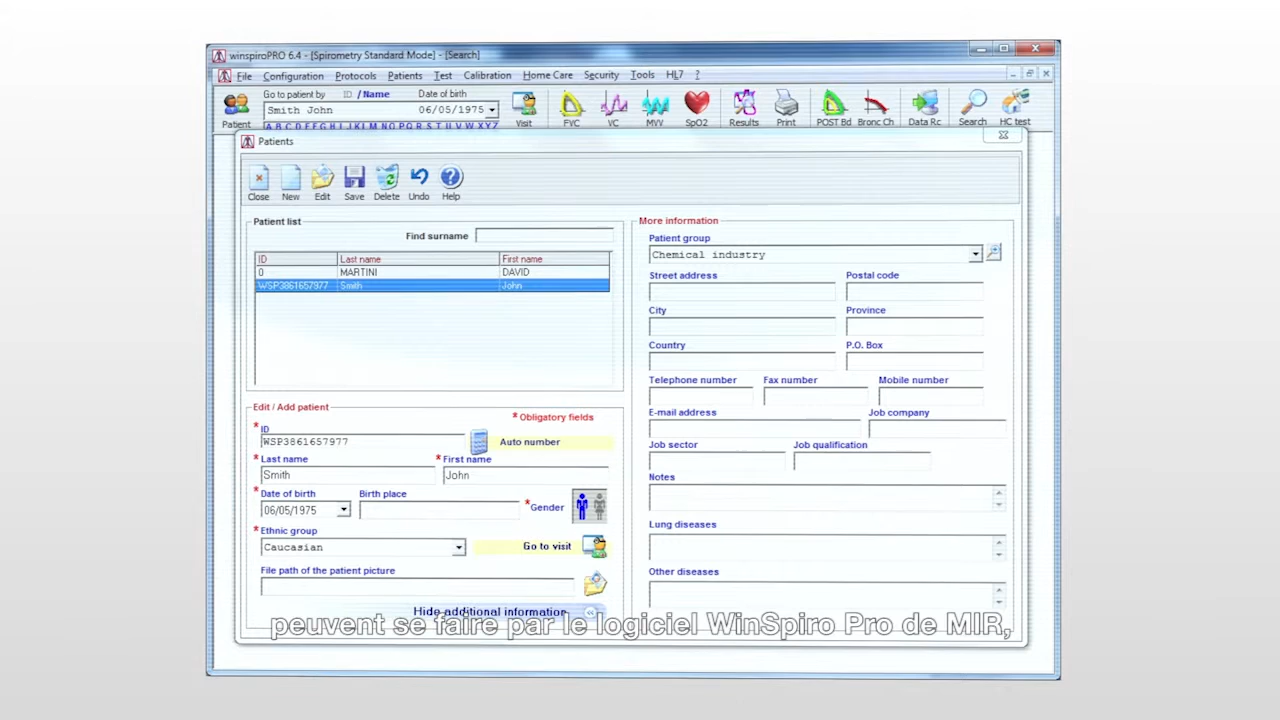 winspiroPRO 6.4 - [Spirometry Standard Mode] - [Search]
File Configuration Protocols Patients Test Calibration Home Care Security Tools HL7 ?
Go to patient by ID / Name Date of birth
Smith John 06/05/1975
A B C D E F G H I J K L M N O P Q R S T U V W X Y Z
Patient Visit FVC VC MVV SpO2 Results Print POST Bd Bronc Ch Data Rc Search HC test
Patients
Close New Edit Save Delete Undo Help
Patient list
Find surname
ID Last name First name
0 MARTINI DAVID
WSP3861657977 Smith John
Edit / Add patient
* Obligatory fields
* ID
WSP3861657977
Auto number
* Last name * First name
Smith John
* Date of birth Birth place
06/05/1975
* Gender
* Ethnic group
Caucasian
Go to visit
File path of the patient picture
Hide additional information
More information
Patient group
Chemical industry
Street address Postal code
City Province
Country P.O. Box
Telephone number Fax number Mobile number
E-mail address Job company
Job sector Job qualification
Notes
Lung diseases
Other diseases
peuvent se faire par le logiciel WinSpiro Pro de MIR,